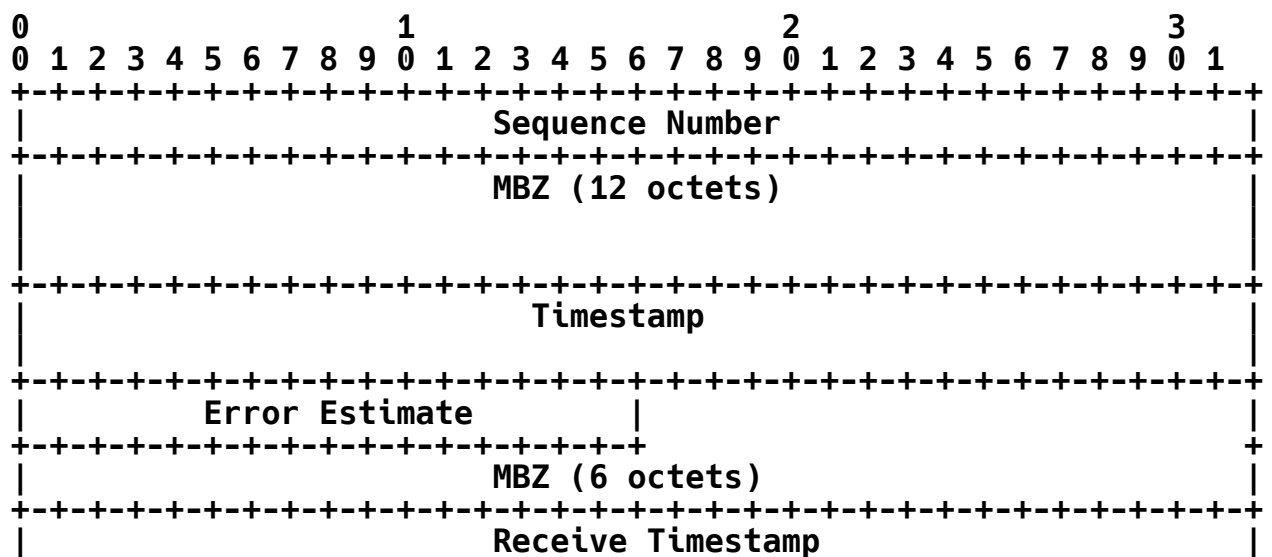 0                   1                   2                   3
0 1 2 3 4 5 6 7 8 9 0 1 2 3 4 5 6 7 8 9 0 1 2 3 4 5 6 7 8 9 0 1
+-+-+-+-+-+-+-+-+-+-+-+-+-+-+-+-+-+-+-+-+-+-+-+-+-+-+-+-+-+-+-+-+
|                        Sequence Number                        |
+-+-+-+-+-+-+-+-+-+-+-+-+-+-+-+-+-+-+-+-+-+-+-+-+-+-+-+-+-+-+-+-+
|                        MBZ (12 octets)                        |
|                                                               |
|                                                               |
+-+-+-+-+-+-+-+-+-+-+-+-+-+-+-+-+-+-+-+-+-+-+-+-+-+-+-+-+-+-+-+-+
|                          Timestamp                            |
|                                                               |
+-+-+-+-+-+-+-+-+-+-+-+-+-+-+-+-+-+-+-+-+-+-+-+-+-+-+-+-+-+-+-+-+
|         Error Estimate        |                               |
+-+-+-+-+-+-+-+-+-+-+-+-+-+-+-+-+                               +
|                        MBZ (6 octets)                         |
+-+-+-+-+-+-+-+-+-+-+-+-+-+-+-+-+-+-+-+-+-+-+-+-+-+-+-+-+-+-+-+-+
|                        Receive Timestamp                      |